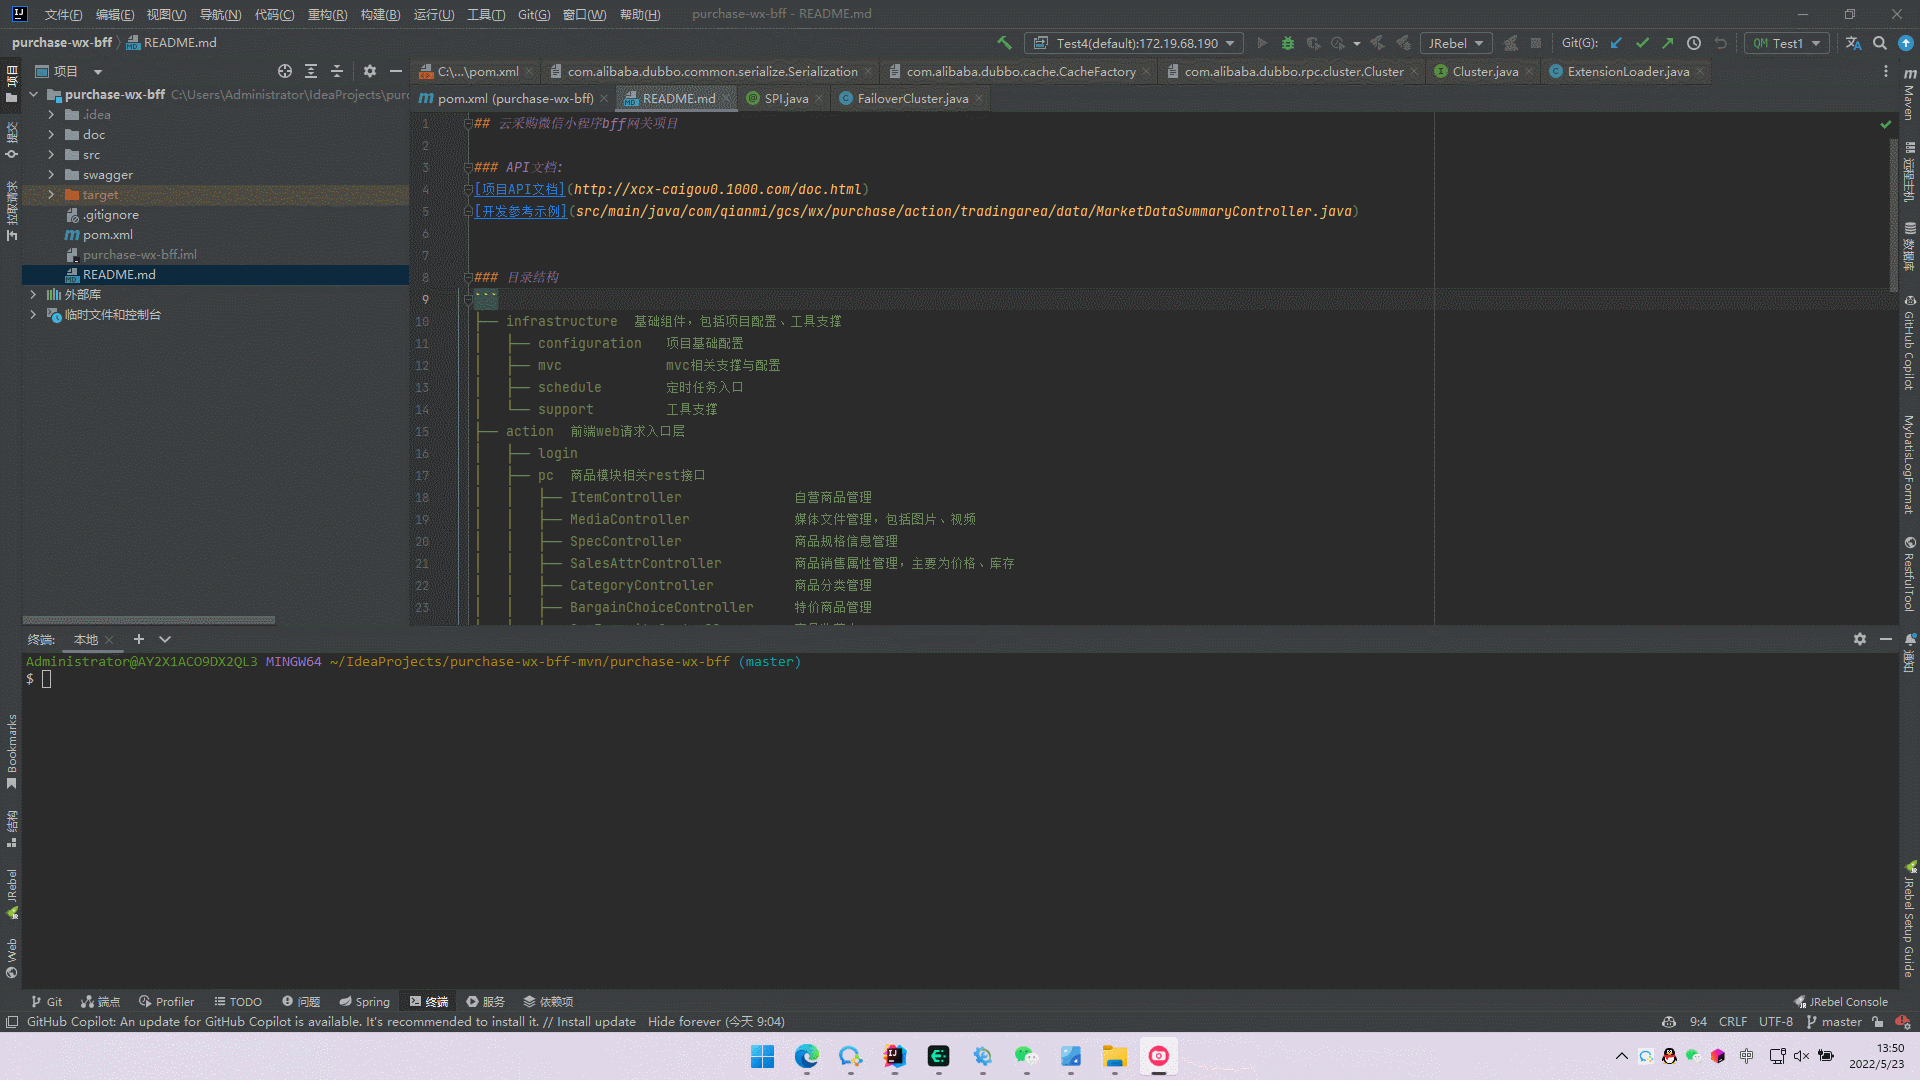 文件(F) 编辑(E) 视图(V) 导航(N) 代码(C) 重构(R) 构建(B) 运行(U) 工具(T) Git(G) 窗口(W) 帮助(H) purchase-wx-bff - README.md
purchase-wx-bff README.md Test4(default):172.19.68.190 JRebel Git(G): QM Test1
项目 C:\...\pom.xml com.alibaba.dubbo.common.serialize.Serialization com.alibaba.dubbo.cache.CacheFactory com.alibaba.dubbo.rpc.cluster.Cluster Cluster.java ExtensionLoader.java
pom.xml (purchase-wx-bff) README.md SPI.java FailoverCluster.java
purchase-wx-bff C:\Users\Administrator\IdeaProjects\purc
.idea
doc
src
swagger
target
.gitignore
pom.xml
purchase-wx-bff.iml
README.md
外部库
临时文件和控制台
1 ## 云采购微信小程序bff网关项目
2
3 ### API文档:
4 [项目API文档](http://xcx-caigou0.1000.com/doc.html)
5 [开发参考示例](src/main/java/com/qianmi/gcs/wx/purchase/action/tradingarea/data/MarketDataSummaryController.java)
6
7
8 ### 目录结构
9 ```
10 ├── infrastructure 基础组件，包括项目配置、工具支撑
11 │ ├── configuration 项目基础配置
12 │ ├── mvc mvc相关支撑与配置
13 │ ├── schedule 定时任务入口
14 │ └── support 工具支撑
15 ├── action 前端web请求入口层
16 │ ├── login
17 │ ├── pc 商品模块相关rest接口
18 │ │ ├── ItemController 自营商品管理
19 │ │ ├── MediaController 媒体文件管理，包括图片、视频
20 │ │ ├── SpecController 商品规格信息管理
21 │ │ ├── SalesAttrController 商品销售属性管理，主要为价格、库存
22 │ │ ├── CategoryController 商品分类管理
23 │ │ ├── BargainChoiceController 特价商品管理
项目
提交
拉取请求
Bookmarks
结构
JRebel
Web
Maven
远程主机
数据库
GitHub Copilot
MybatisLogFormat
RestfulTool
通知
JRebel Setup Guide
终端: 本地
Administrator@AY2X1ACO9DX2QL3 MINGW64 ~/IdeaProjects/purchase-wx-bff-mvn/purchase-wx-bff (master)
$
Git 端点 Profiler TODO 问题 Spring 终端 服务 依赖项 JRebel Console
GitHub Copilot: An update for GitHub Copilot is available. It's recommended to install it. // Install update Hide forever (今天 9:04) 9:4 CRLF UTF-8 master
中 13:50
2022/5/23